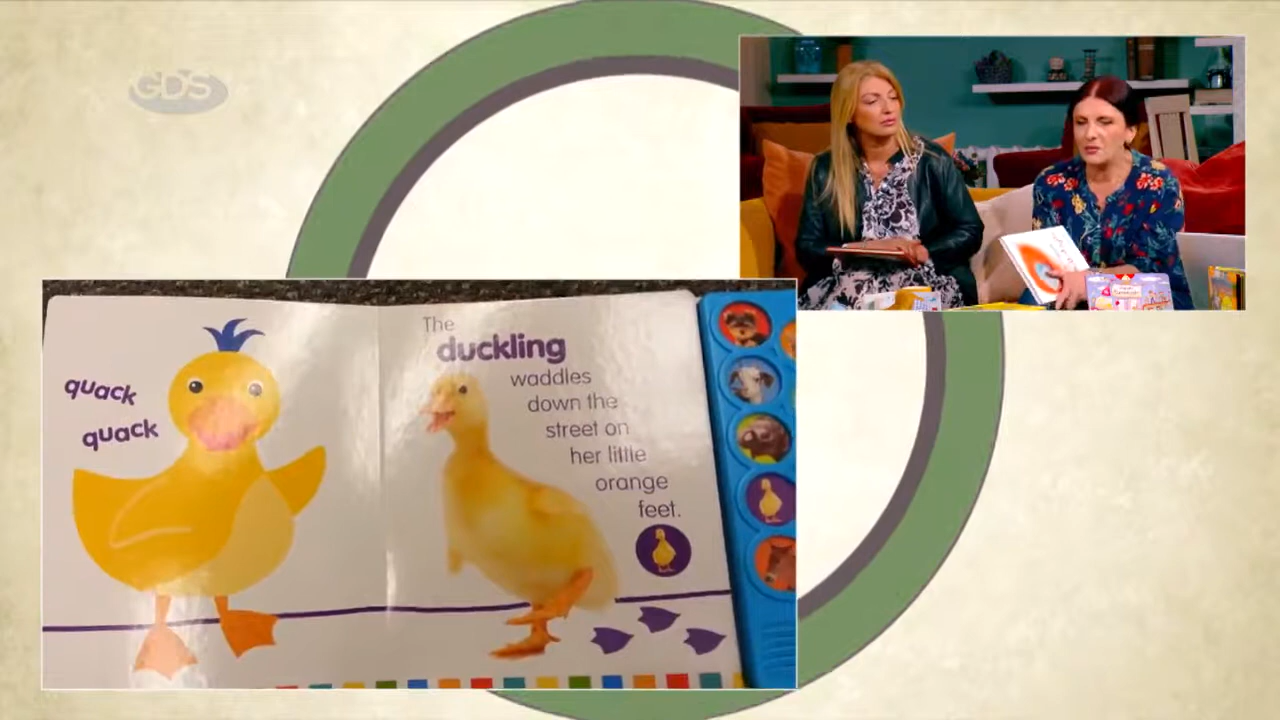 GDS
quack
quack
The
duckling
waddles
down the
street on
her little
orange
feet.